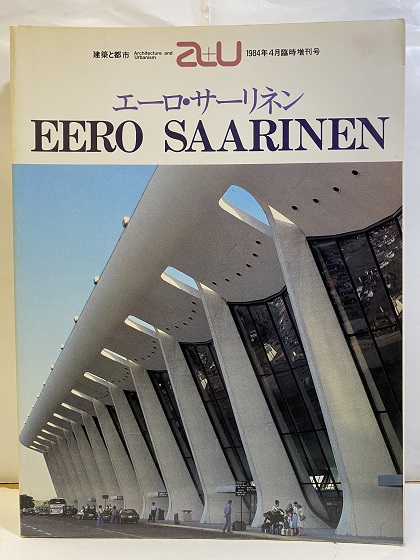 建築と都市 Architecture and Urbanism a+u 1984年4月臨時増刊号
エーロ・サーリネン
EERO SAARINEN